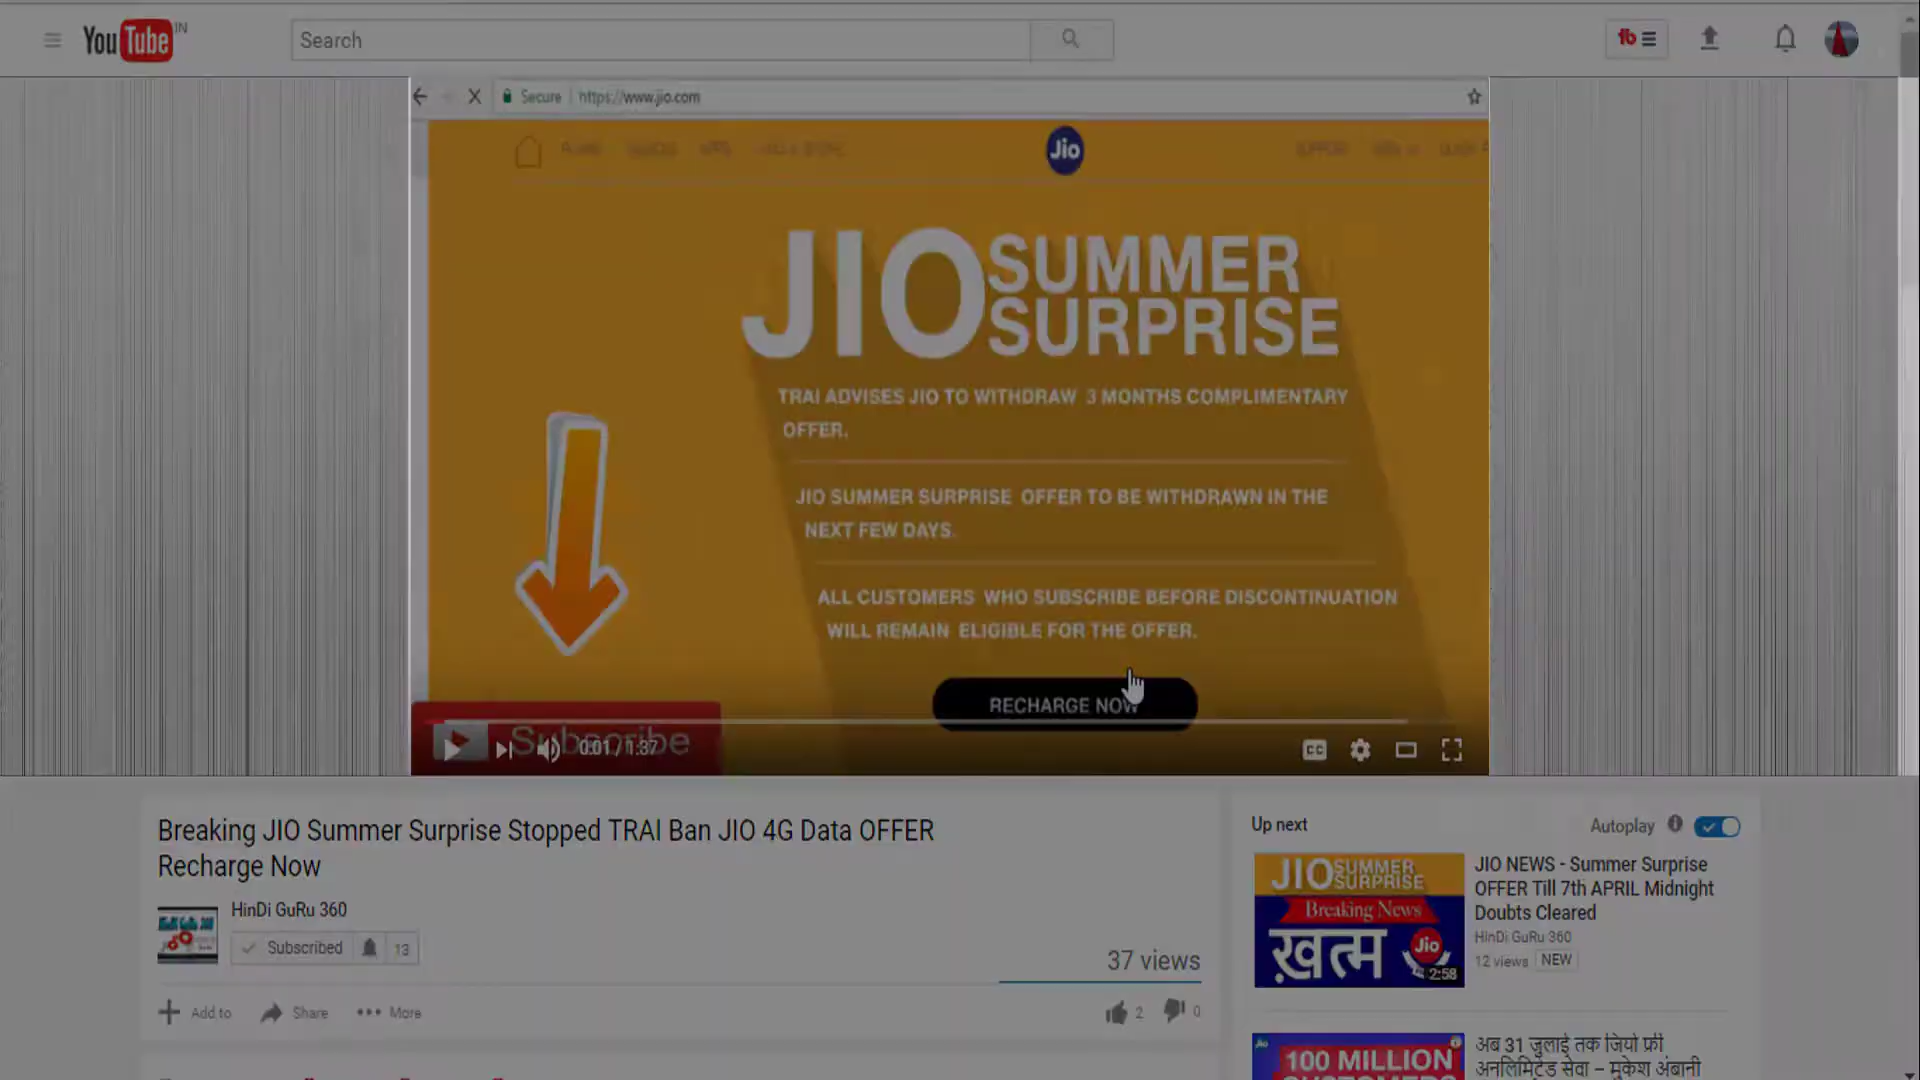 YouTube IN
Search
Secure https://www.jio.com
Jio
JIO SUMMER
SURPRISE
TRAI ADVISES JIO TO WITHDRAW 3 MONTHS COMPLIMENTARY
OFFER.
JIO SUMMER SURPRISE OFFER TO BE WITHDRAWN IN THE
NEXT FEW DAYS.
ALL CUSTOMERS WHO SUBSCRIBE BEFORE DISCONTINUATION
WILL REMAIN ELIGIBLE FOR THE OFFER.
RECHARGE NOW
Subscribe
0:01 / 1:37
CC
Breaking JIO Summer Surprise Stopped TRAI Ban JIO 4G Data OFFER
Recharge Now
HinDi GuRu 360
Subscribed 13
37 views
Add to Share More
2 0
Up next
Autoplay
JIO SUMMER
SURPRISE
Breaking News
ख़त्म
Jio
2:58
JIO NEWS - Summer Surprise
OFFER Till 7th APRIL Midnight
Doubts Cleared
HinDi GuRu 360
12 views NEW
100 MILLION
CUSTOMERS
अब 31 जुलाई तक जियो फ्री
अनलिमिटेड सेवा – मुकेश अंबानी